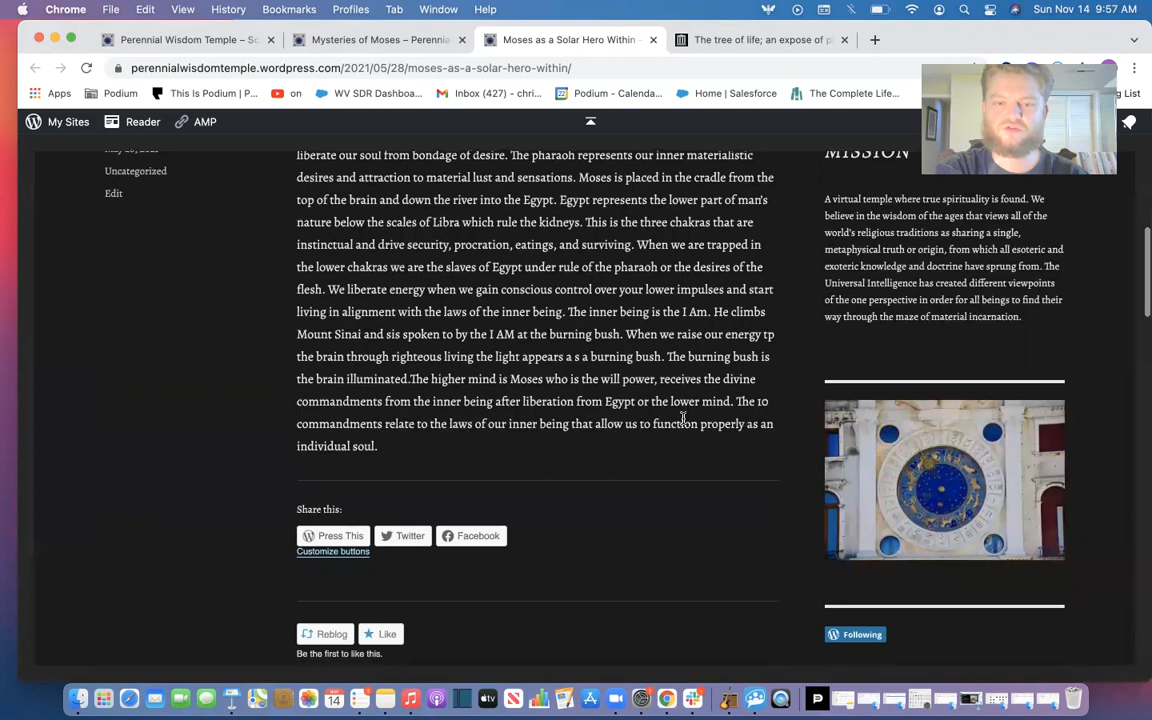 Chrome File Edit View History Bookmarks Profiles Tab Window Help Sun Nov 14 9:57 AM
Perennial Wisdom Temple – Sc
Mysteries of Moses – Perennia
Moses as a Solar Hero Within –
The tree of life; an expose of p
perennialwisdomtemple.wordpress.com/2021/05/28/moses-as-a-solar-hero-within/
Apps Podium This Is Podium | P... on WV SDR Dashboar... Inbox (427) – chri... Podium - Calenda... Home | Salesforce The Complete Life... List
My Sites Reader AMP
Uncategorized
Edit
liberate our soul from bondage of desire. The pharaoh represents our inner materialistic
desires and attraction to material lust and sensations. Moses is placed in the cradle from the
top of the brain and down the river into the Egypt. Egypt represents the lower part of man's
nature below the scales of Libra which rule the kidneys. This is the three chakras that are
instinctual and drive security, procration, eatings, and surviving. When we are trapped in
the lower chakras we are the slaves of Egypt under rule of the pharaoh or the desires of the
flesh. We liberate energy when we gain conscious control over your lower impulses and start
living in alignment with the laws of the inner being. The inner being is the I Am. He climbs
Mount Sinai and sis spoken to by the I AM at the burning bush. When we raise our energy tp
the brain through righteous living the light appears a s a burning bush. The burning bush is
the brain illuminated.The higher mind is Moses who is the will power, receives the divine
commandments from the inner being after liberation from Egypt or the lower mind. The 10
commandments relate to the laws of our inner being that allow us to function properly as an
individual soul.
Share this:
Press This Twitter Facebook
Customize buttons
Reblog Like
Be the first to like this.
MISSION
A virtual temple where true spirituality is found. We
believe in the wisdom of the ages that views all of the
world's religious traditions as sharing a single,
metaphysical truth or origin, from which all esoteric and
exoteric knowledge and doctrine have sprung from. The
Universal Intelligence has created different viewpoints
of the one perspective in order for all beings to find their
way through the maze of material incarnation.
Following